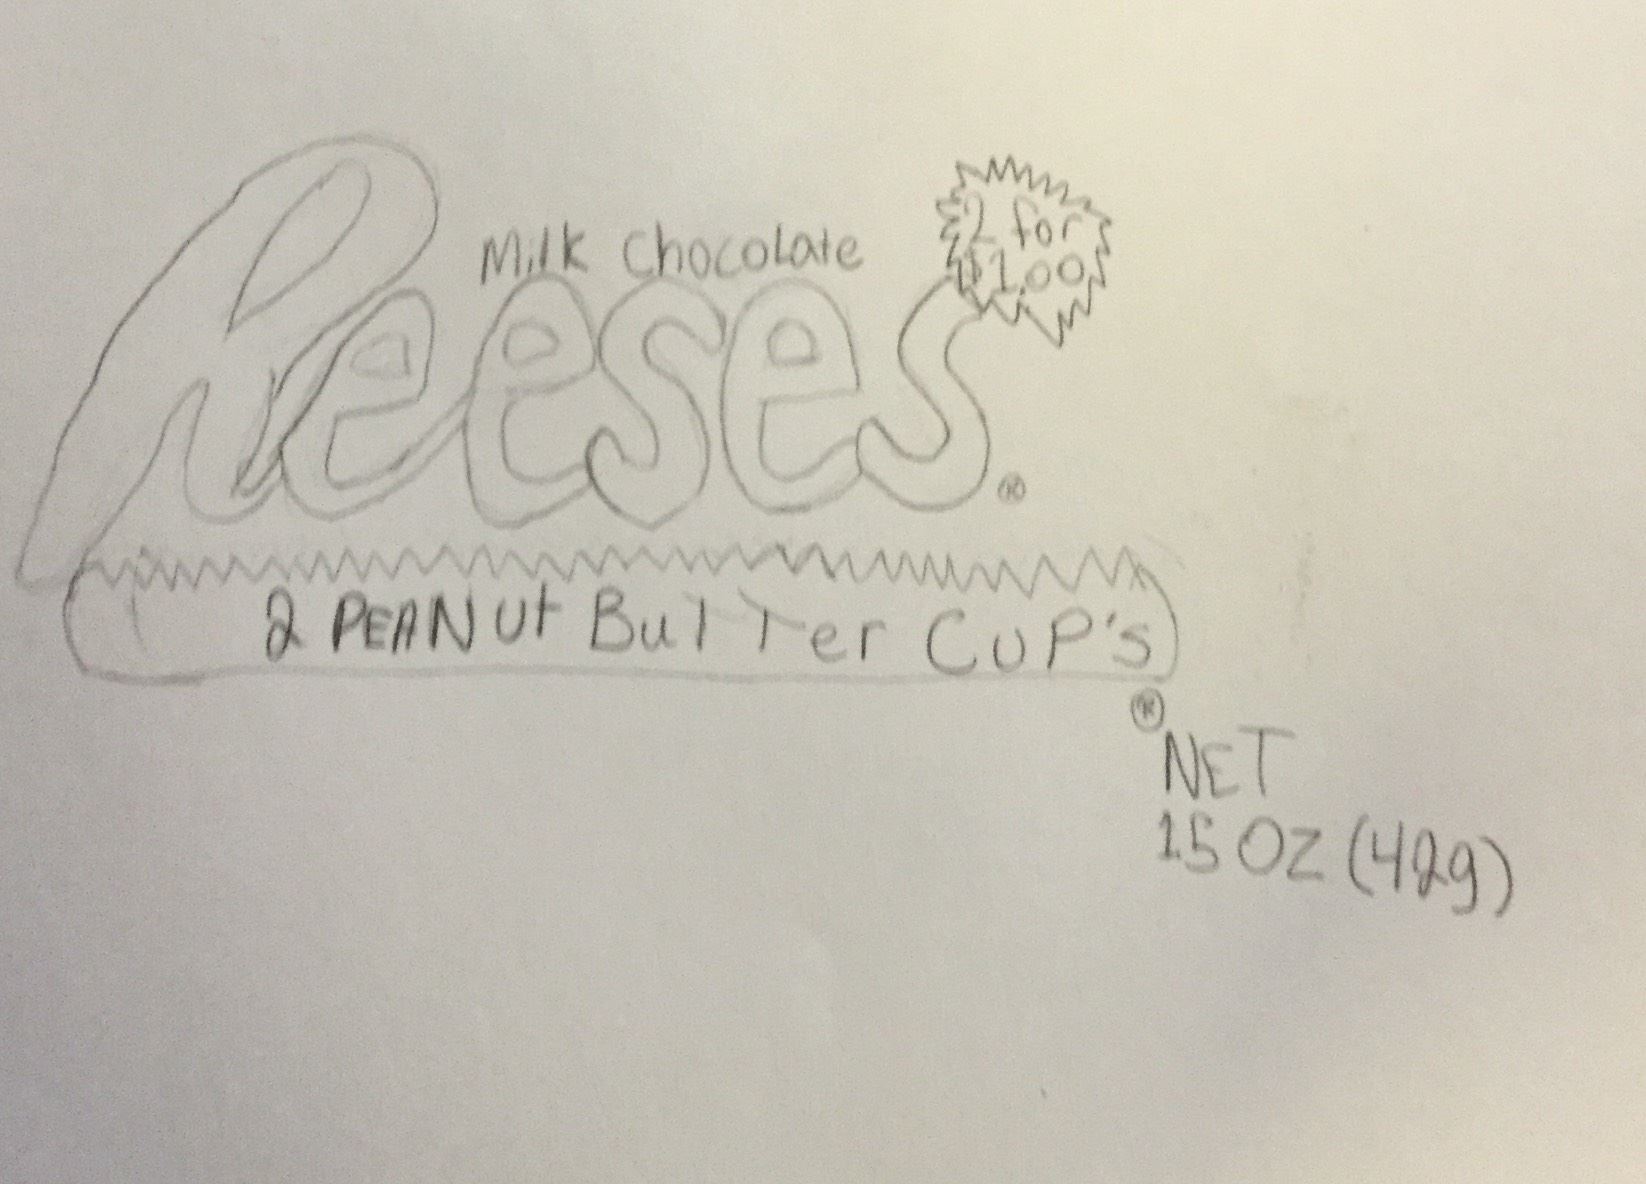 Milk Chocolate
2 for
$1.00
Reeses®
2 PEANUt BuTTer CuP's
®
NET
1.5 OZ (42g)